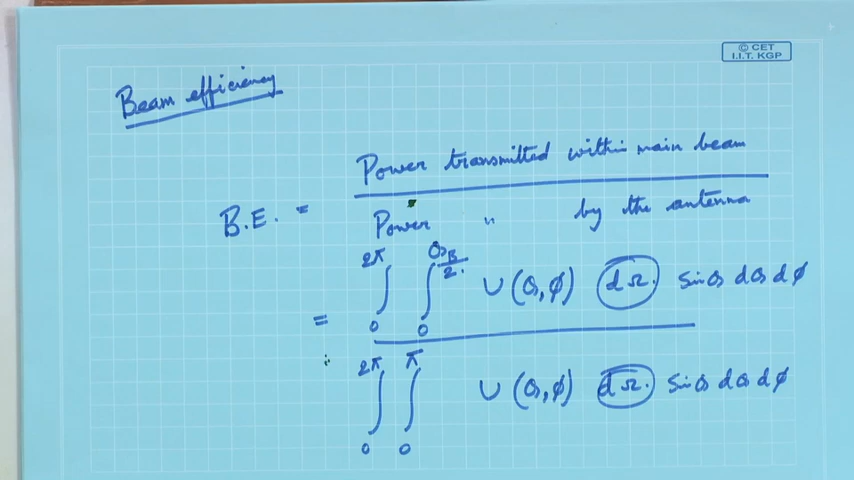 © CET
I.I.T. KGP
Beam efficiency
B.E. = Power transmitted within main beam / Power " by the antenna
= ∫₀^2π ∫₀^θB/2 U(θ,φ) dΩ. sinθ dθ dφ
∫₀^2π ∫₀^π U(θ,φ) dΩ. sinθ dθ dφ